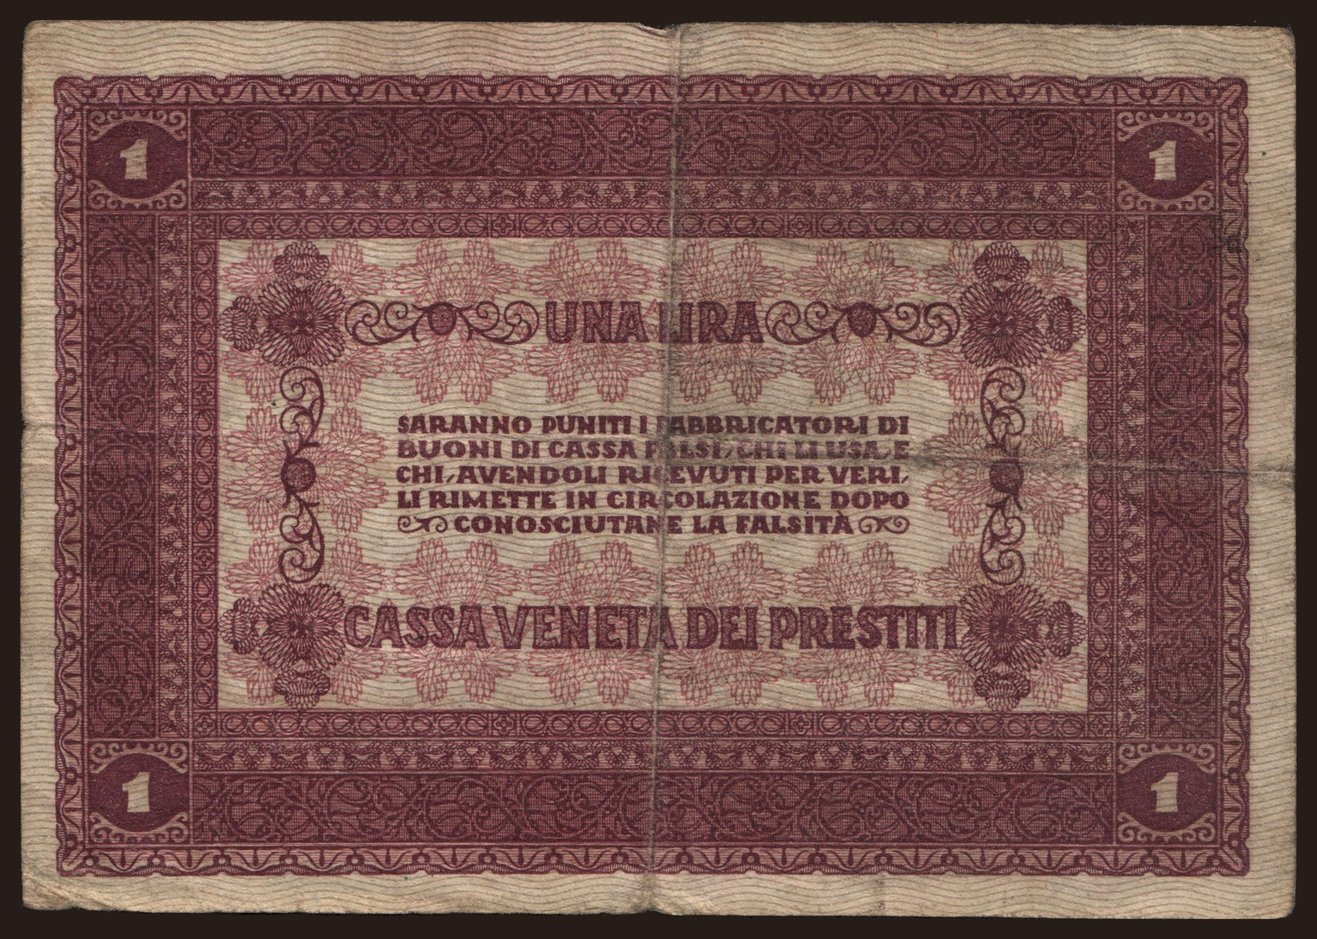 1 1
UNA LIRA
SARANNO PUNITI I FABBRICATORI DI
BUONI DI CASSA FALSI, CHI LI USA, E
CHI, AVENDOLI RICEVUTI PER VERI,
LI RIMETTE IN CIRCOLAZIONE DOPO
CONOSCIUTANE LA FALSITÀ
CASSA VENETA DEI PRESTITI
1 1